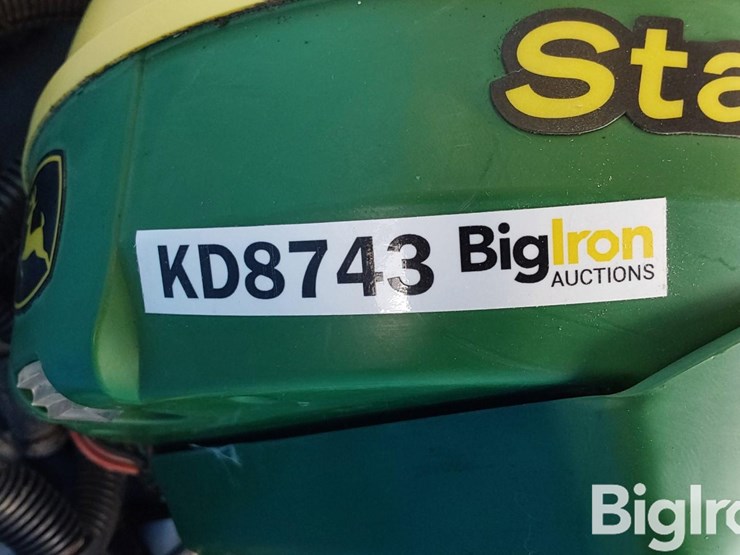 Sta
KD8743 BigIron
AUCTIONS
BigIro